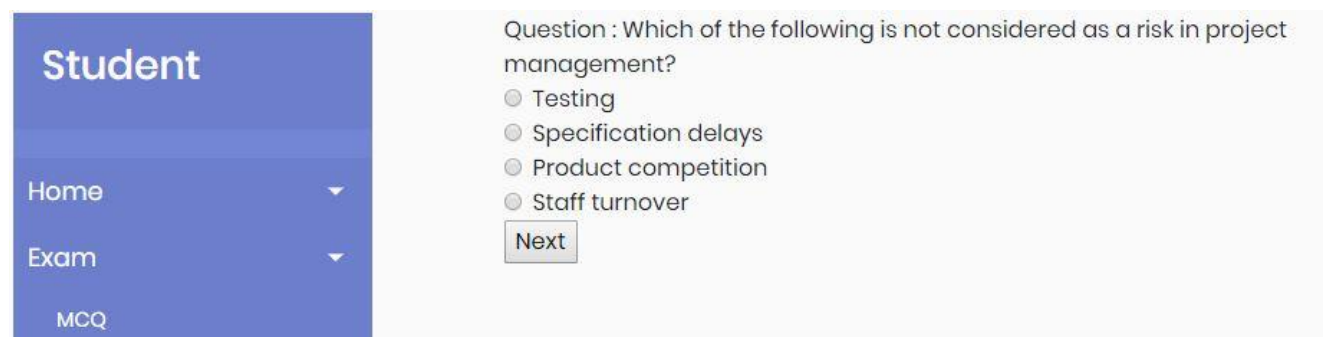 Student
Home
Exam
MCQ
Question : Which of the following is not considered as a risk in project
management?
Testing
Specification delays
Product competition
Staff turnover
Next